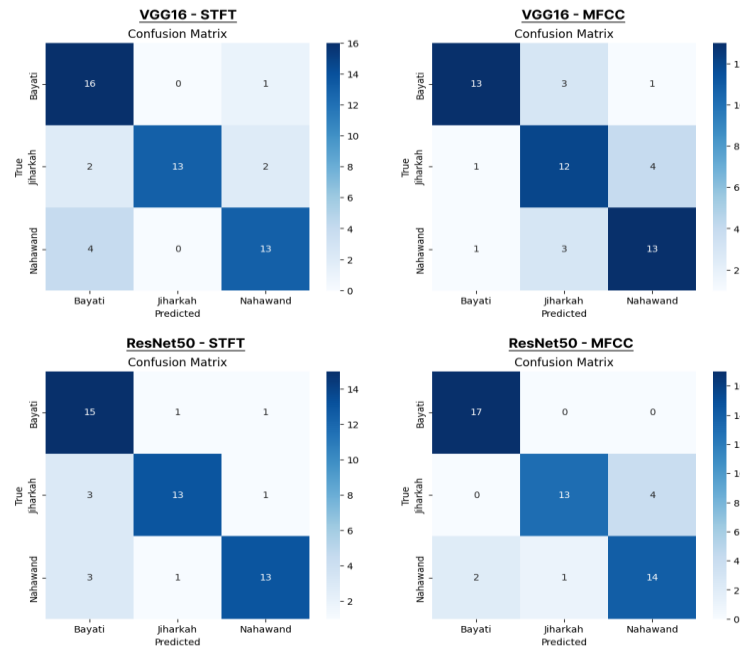 VGG16 - STFT
Confusion Matrix
Bayati
Jiharkah
Nahawand
True
16 0 1
2 13 2
4 0 13
Bayati Jiharkah Nahawand
Predicted
16
14
12
10
8
6
4
2
0
VGG16 - MFCC
Confusion Matrix
Bayati
Jiharkah
Nahawand
True
13 3 1
1 12 4
1 3 13
Bayati Jiharkah Nahawand
Predicted
2
ResNet50 - STFT
Confusion Matrix
Bayati
Jiharkah
Nahawand
True
15 1 1
3 13 1
3 1 13
Bayati Jiharkah Nahawand
Predicted
14
12
10
8
6
4
2
ResNet50 - MFCC
Confusion Matrix
Bayati
Jiharkah
Nahawand
True
17 0 0
0 13 4
2 1 14
Bayati Jiharkah Nahawand
Predicted
8
6
4
2
0